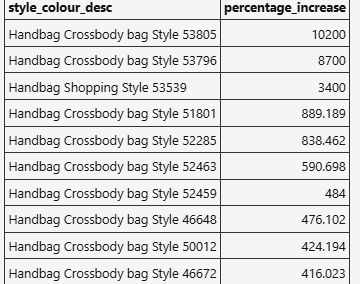 style_colour_desc percentage_increase
Handbag Crossbody bag Style 53805 10200
Handbag Crossbody bag Style 53796 8700
Handbag Shopping Style 53539 3400
Handbag Crossbody bag Style 51801 889.189
Handbag Crossbody bag Style 52285 838.462
Handbag Crossbody bag Style 52463 590.698
Handbag Crossbody bag Style 52459 484
Handbag Crossbody bag Style 46648 476.102
Handbag Crossbody bag Style 50012 424.194
Handbag Crossbody bag Style 46672 416.023